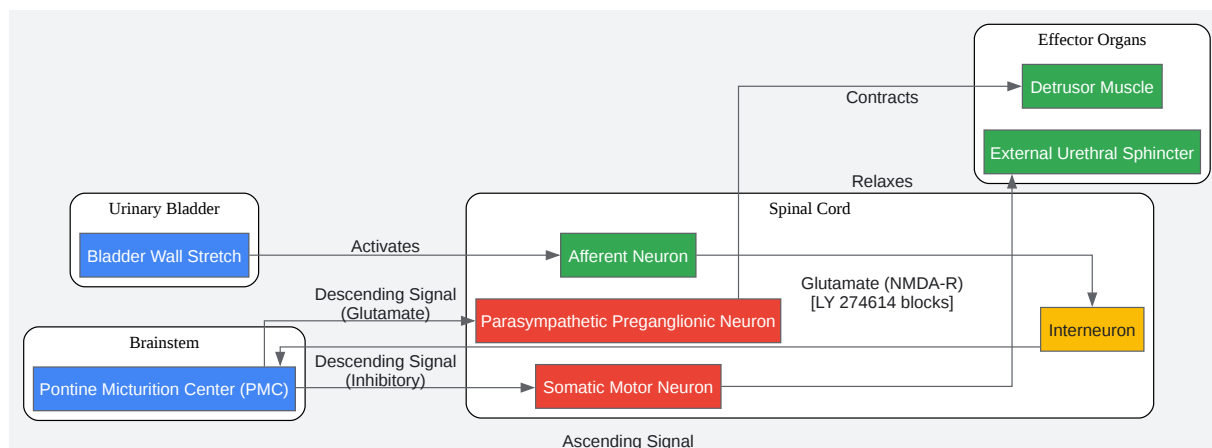 Effector Organs
Detrusor Muscle
Contracts
External Urethral Sphincter
Relaxes
Urinary Bladder
Spinal Cord
Bladder Wall Stretch
Activates
Afferent Neuron
Glutamate (NMDA-R)
[LY 274614 blocks]
Descending Signal
(Glutamate)
Parasympathetic Preganglionic Neuron
Interneuron
Brainstem
Descending Signal
(Inhibitory)
Pontine Micturition Center (PMC)
Somatic Motor Neuron
Ascending Signal